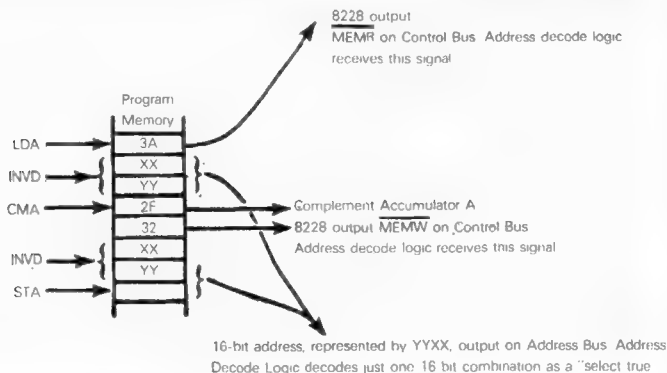 8228 output
MEMR on Control Bus Address decode logic
receives this signal
Program
Memory
LDA
3A
INVD
XX
YY
CMA
2F
Complement Accumulator A
32
8228 output MEMW on Control Bus
Address decode logic receives this signal
INVD
XX
YY
STA
16-bit address, represented by YYXX, output on Address Bus Address
Decode Logic decodes just one 16 bit combination as a "select true